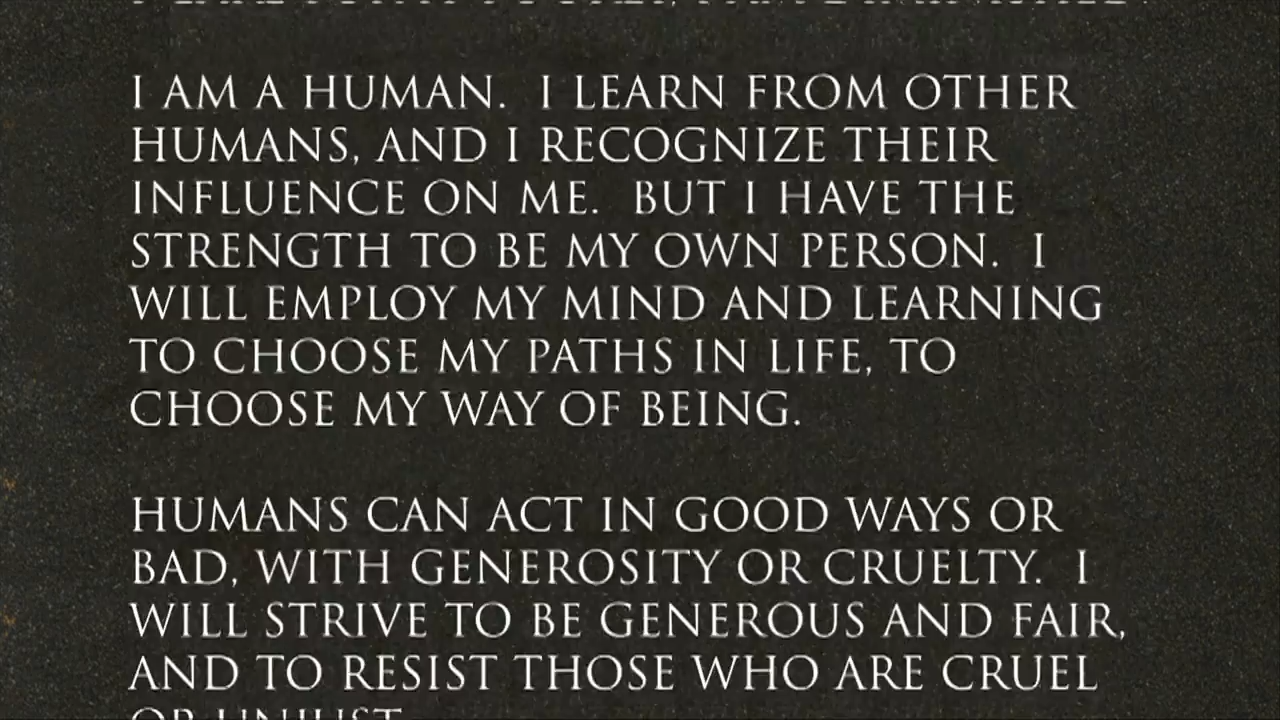 I AM A HUMAN. I LEARN FROM OTHER
HUMANS, AND I RECOGNIZE THEIR
INFLUENCE ON ME. BUT I HAVE THE
STRENGTH TO BE MY OWN PERSON. I
WILL EMPLOY MY MIND AND LEARNING
TO CHOOSE MY PATHS IN LIFE, TO
CHOOSE MY WAY OF BEING.
HUMANS CAN ACT IN GOOD WAYS OR
BAD, WITH GENEROSITY OR CRUELTY. I
WILL STRIVE TO BE GENEROUS AND FAIR,
AND TO RESIST THOSE WHO ARE CRUEL
OR UNJUST